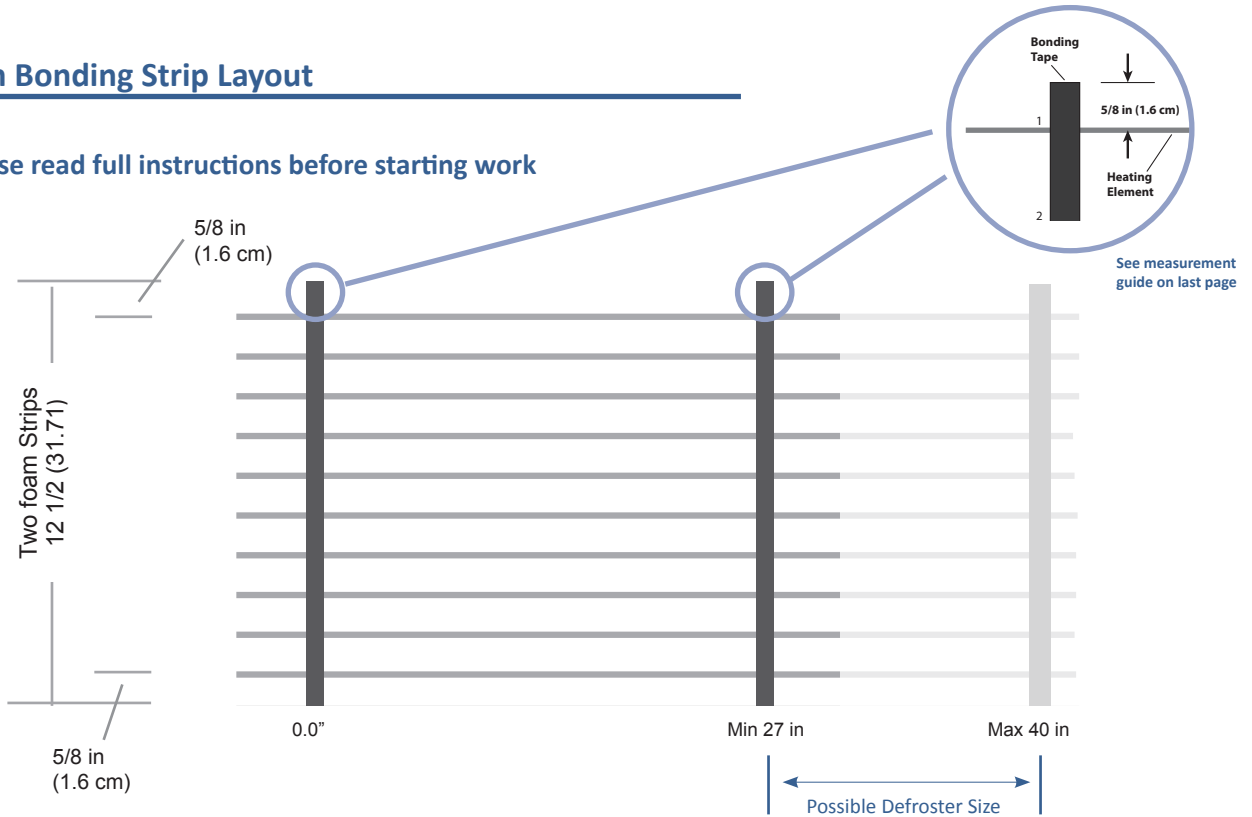 Bonding Strip Layout
read full instructions before starting work
Bonding
Tape
5/8 in (1.6 cm)
1
Heating
Element
2
See measurement
guide on last page
5/8 in
(1.6 cm)
Two foam Strips
12 1/2 (31.71)
0.0”
Min 27 in
Max 40 in
5/8 in
(1.6 cm)
Possible Defroster Size